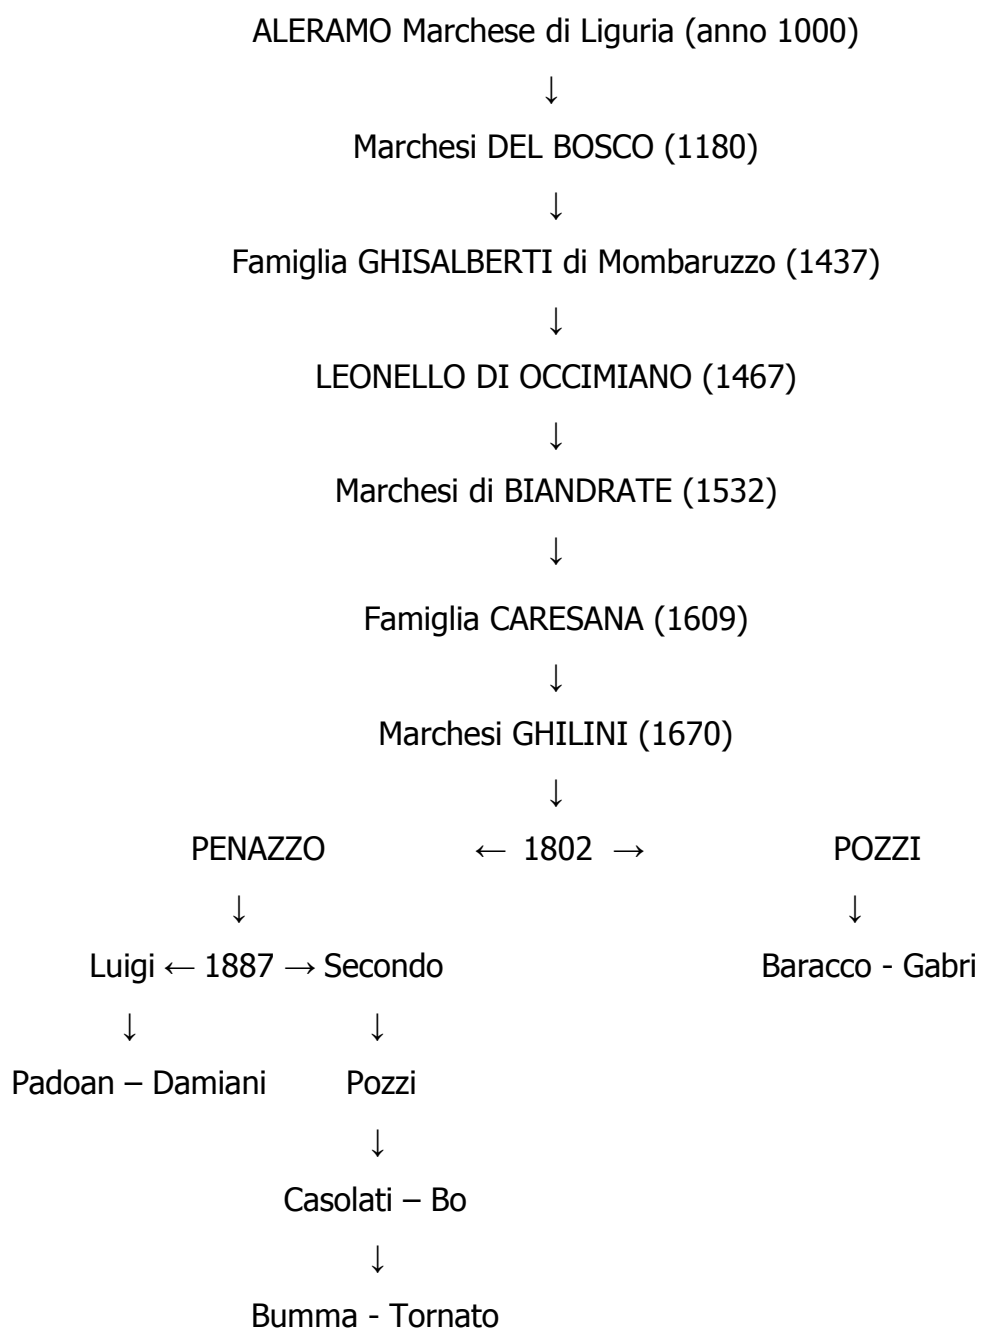 ALERAMO Marchese di Liguria (anno 1000)
↓
Marchesi DEL BOSCO (1180)
↓
Famiglia GHISALBERTI di Mombaruzzo (1437)
↓
LEONELLO DI OCCIMIANO (1467)
↓
Marchesi di BIANDRATE (1532)
↓
Famiglia CARESANA (1609)
↓
Marchesi GHILINI (1670)
↓
PENAZZO ← 1802 → POZZI
↓ ↓
Luigi ← 1887 → Secondo Baracco - Gabri
↓ ↓
Padoan – Damiani Pozzi
↓
Casolati – Bo
↓
Bumma - Tornato